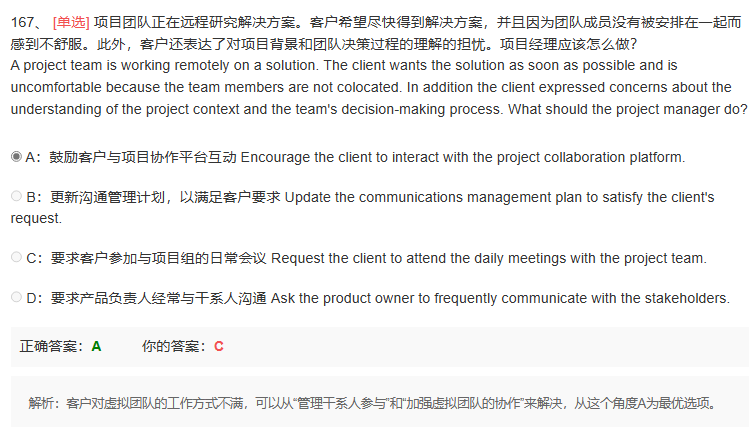 167、 [单选] 项目团队正在远程研究解决方案。客户希望尽快得到解决方案，并且因为团队成员没有被安排在一起而
感到不舒服。此外，客户还表达了对项目背景和团队决策过程的理解的担忧。项目经理应该怎么做?
A project team is working remotely on a solution. The client wants the solution as soon as possible and is
uncomfortable because the team members are not colocated. In addition the client expressed concerns about the
understanding of the project context and the team's decision-making process. What should the project manager do?
A： 鼓励客户与项目协作平台互动 Encourage the client to interact with the project collaboration platform.
B： 更新沟通管理计划，以满足客户要求 Update the communications management plan to satisfy the client's
request.
C： 要求客户参加与项目组的日常会议 Request the client to attend the daily meetings with the project team.
D： 要求产品负责人经常与干系人沟通 Ask the product owner to frequently communicate with the stakeholders.
正确答案： A 你的答案： C
解析：客户对虚拟团队的工作方式不满，可以从“管理干系人参与”和“加强虚拟团队的协作”来解决，从这个角度A为最优选项。